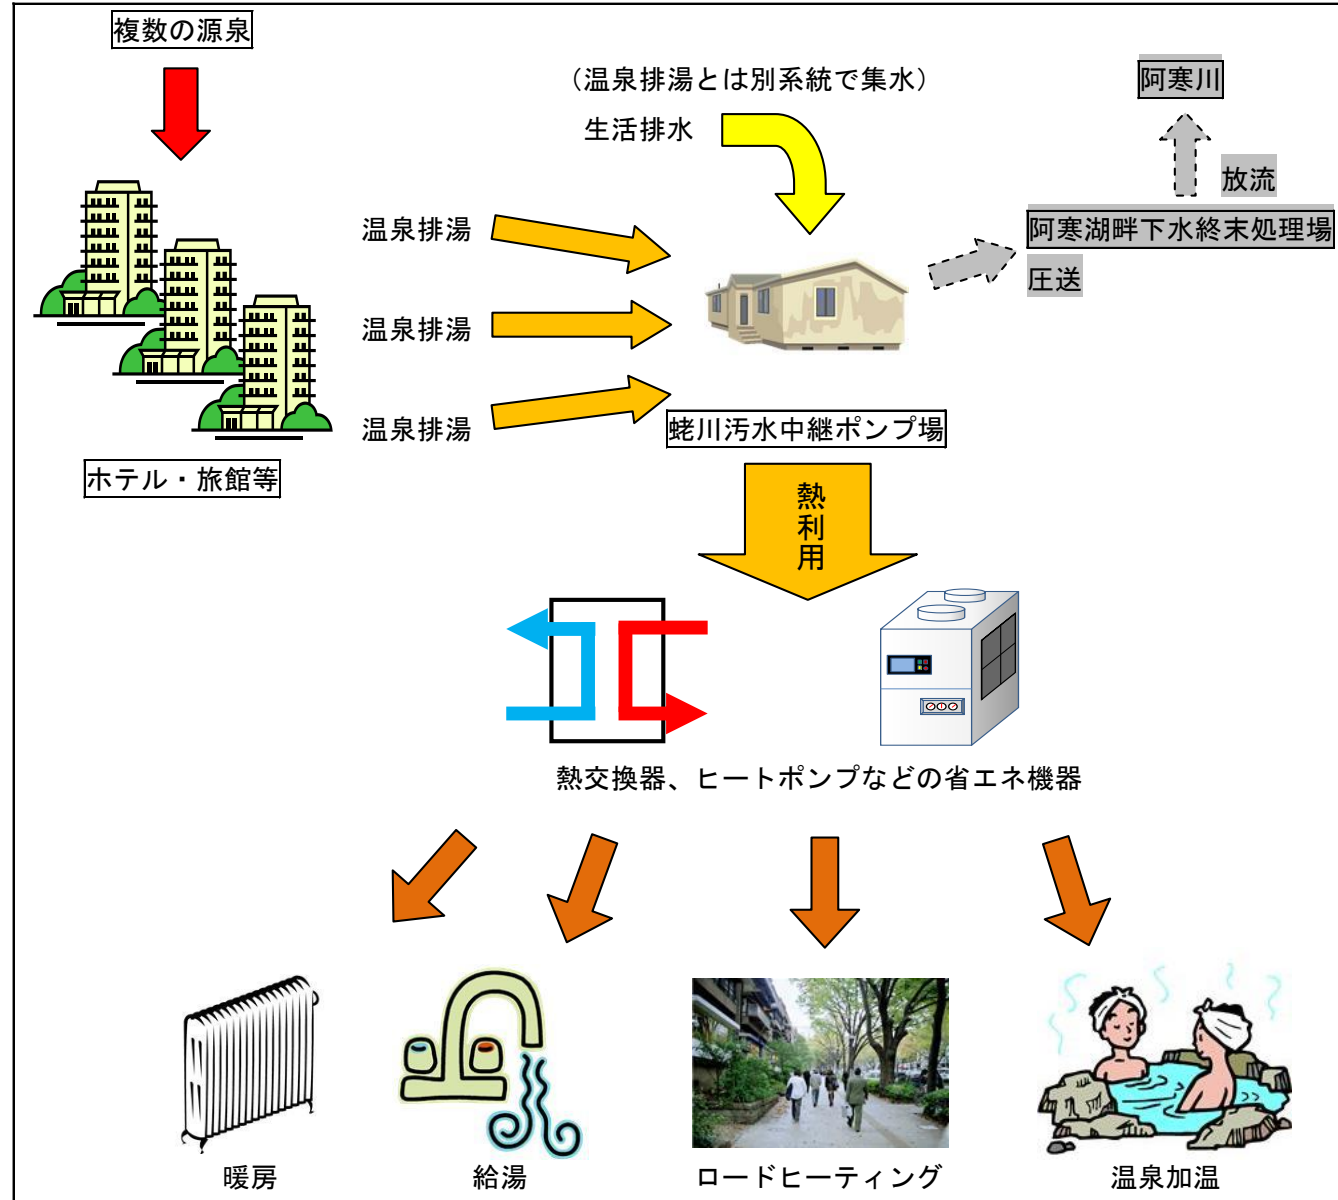 複数の源泉
(温泉排湯とは別系統で集水)
生活排水
阿寒川
放流
阿寒湖畔下水終末処理場
圧送
温泉排湯
温泉排湯
温泉排湯
ホテル・旅館等
蛯川汚水中継ポンプ場
熱利用
熱交換器、ヒートポンプなどの省エネ機器
暖房
給湯
ロードヒーティング
温泉加温